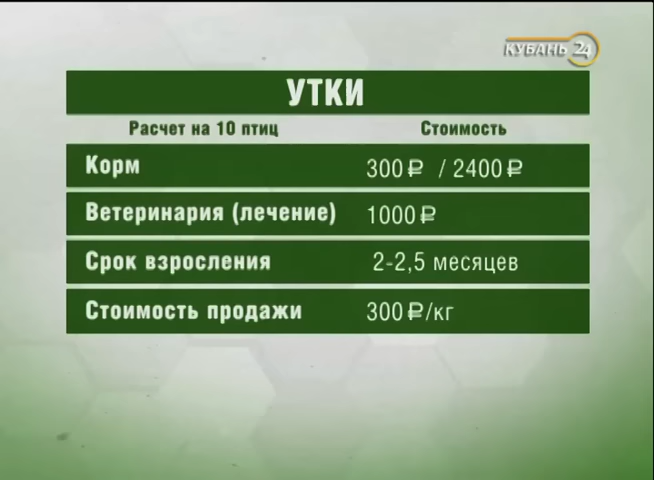 КУБАНЬ 24
УТКИ
Расчет на 10 птиц Стоимость
Корм 300 ₽ / 2400 ₽
Ветеринария (лечение) 1000 ₽
Срок взросления 2-2,5 месяцев
Стоимость продажи 300 ₽/кг